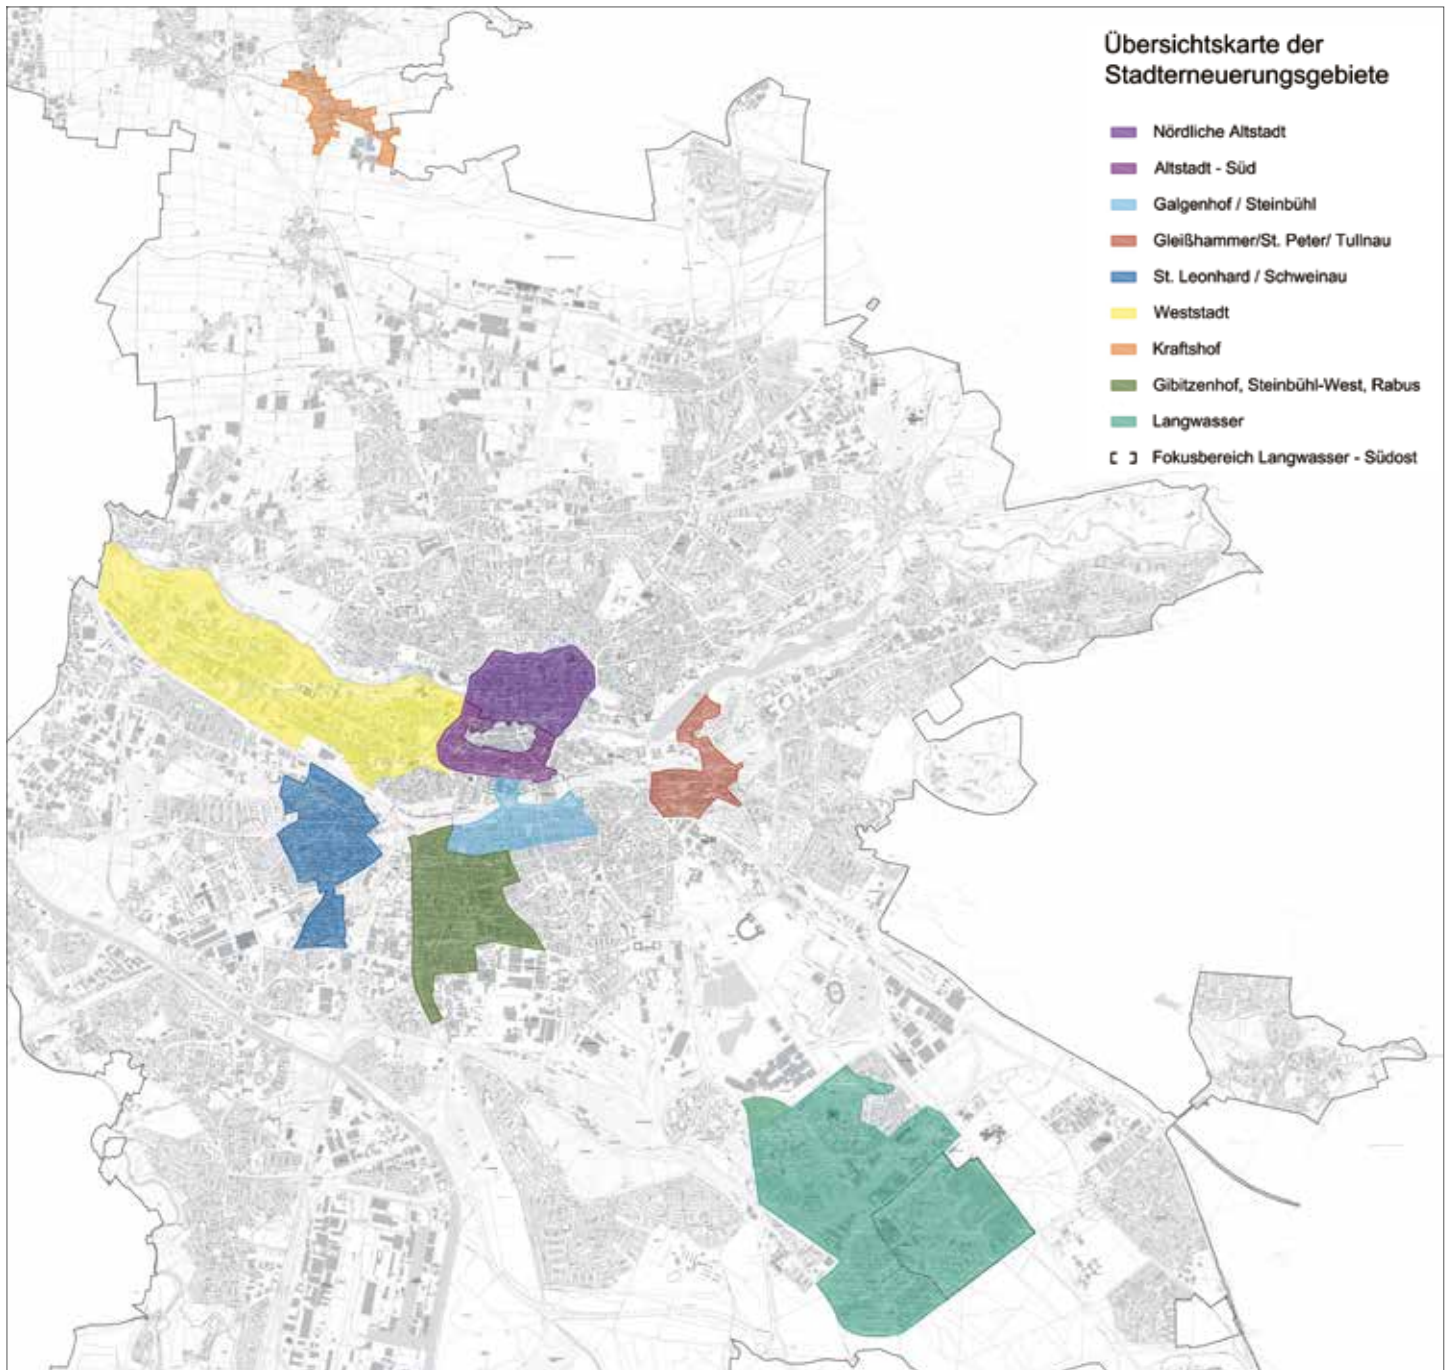 Übersichtskarte der
Stadterneuerungsgebiete
Nördliche Altstadt
Altstadt - Süd
Galgenhof / Steinbühl
Gleißhammer/St. Peter/ Tullnau
St. Leonhard / Schweinau
Weststadt
Kraftshof
Gibitzenhof, Steinbühl-West, Rabus
Langwasser
Fokusbereich Langwasser - Südost